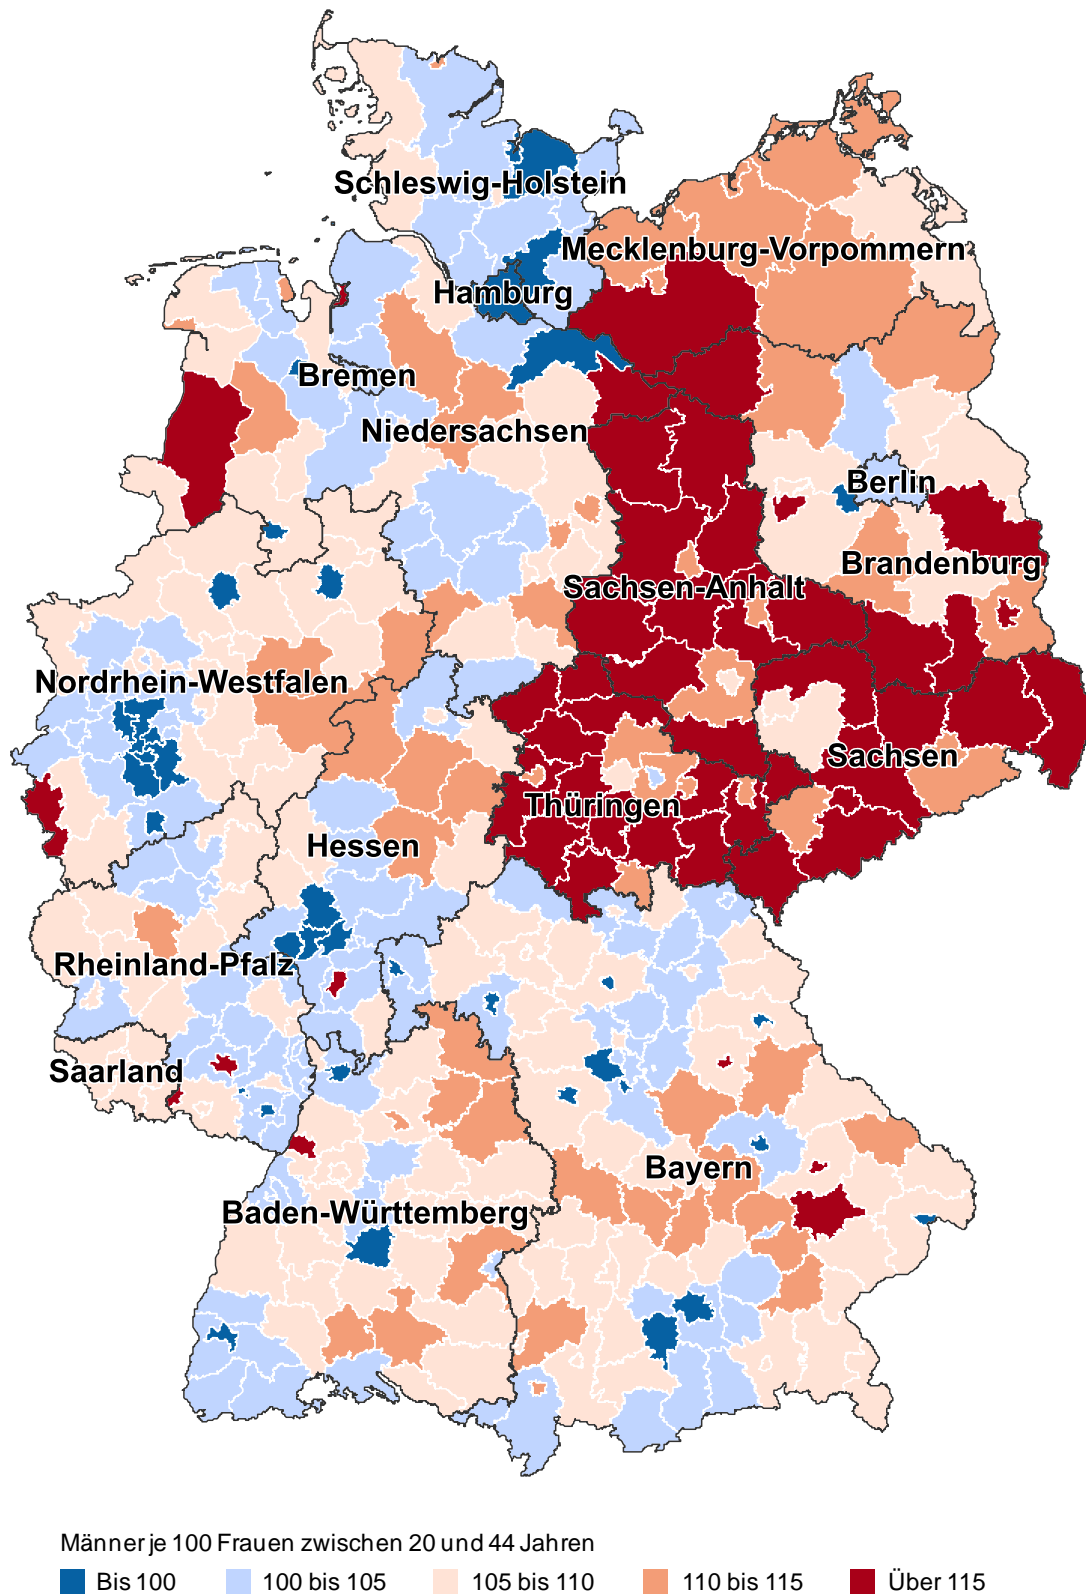 Schleswig-Holstein
Mecklenburg-Vorpommern
Hamburg
Bremen
Niedersachsen
Berlin
Brandenburg
Sachsen-Anhalt
Nordrhein-Westfalen
Sachsen
Thüringen
Hessen
Rheinland-Pfalz
Saarland
Bayern
Baden-Württemberg
Männer je 100 Frauen zwischen 20 und 44 Jahren
Bis 100 100 bis 105 105 bis 110 110 bis 115 Über 115